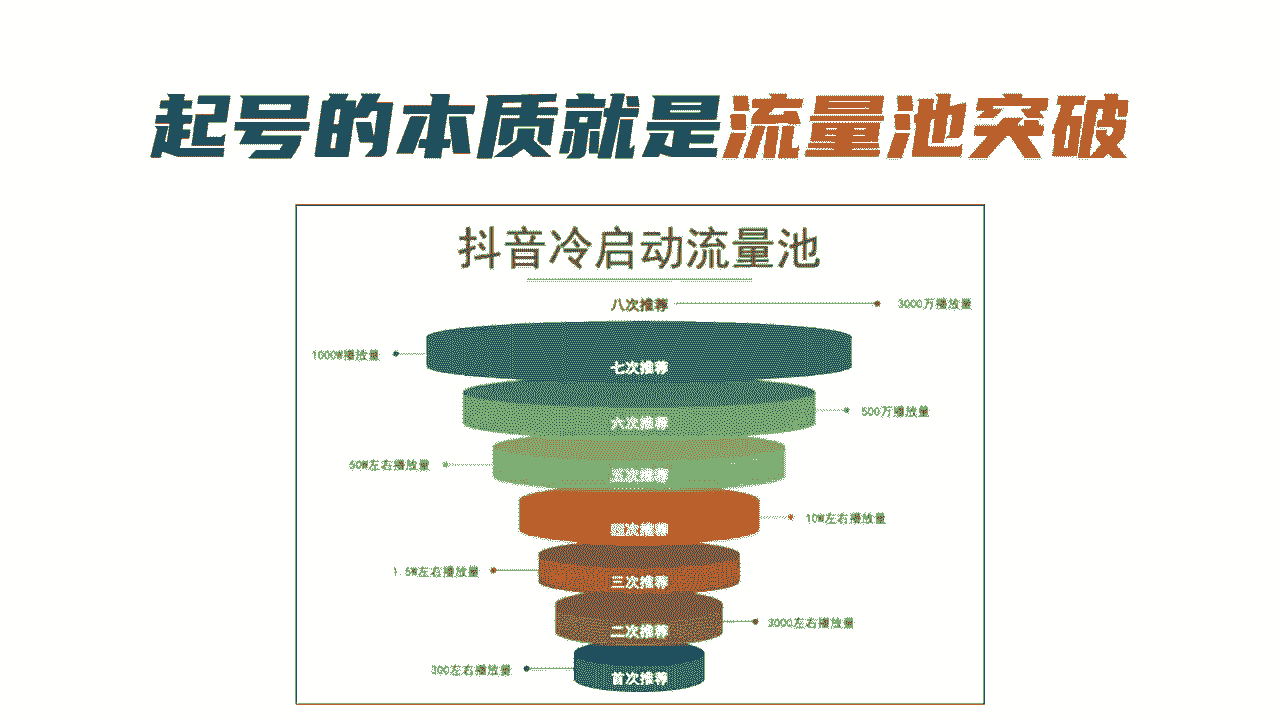 起号的本质就是流量池突破
抖音冷启动流量池
八次推荐
3000万播放量
1000W播放量
七次推荐
六次推荐
500万播放量
50W左右播放量
五次推荐
四次推荐
10W左右播放量
1.5W左右播放量
三次推荐
二次推荐
3000左右播放量
300左右播放量
首次推荐